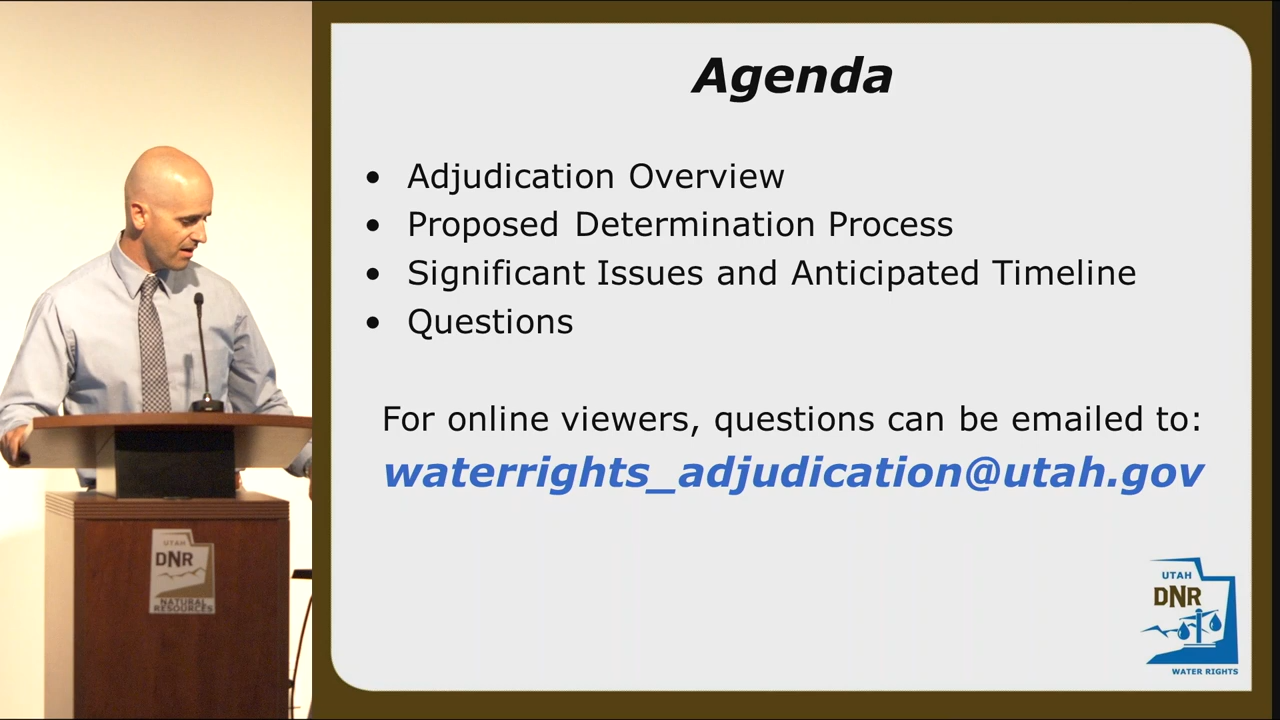 Agenda
• Adjudication Overview
• Proposed Determination Process
• Significant Issues and Anticipated Timeline
• Questions
For online viewers, questions can be emailed to:
waterrights_adjudication@utah.gov
UTAH
DNR
WATER RIGHTS
UTAH
DNR
NATURAL
RESOURCES